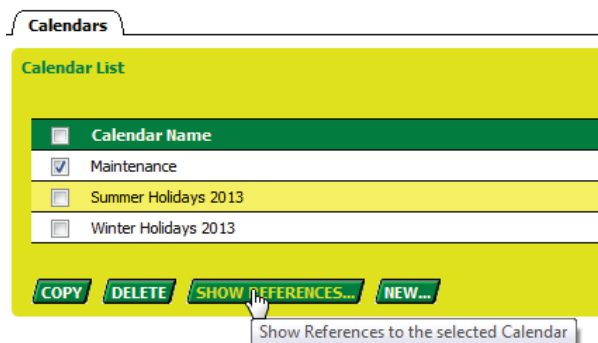 Calendars
Calendar List
Calendar Name
Maintenance
Summer Holidays 2013
Winter Holidays 2013
COPY DELETE SHOW REFERENCES... NEW...
Show References to the selected Calendar